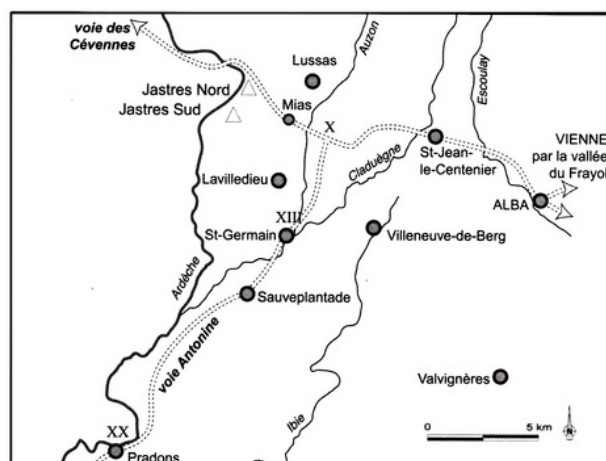 voie des
Cévennes
Auzon
Escoulay
Lussas
Jastres Nord
Jastres Sud
Mias
X
VIENNE
par la vallée
du Frayol
St-Jean-
le-Centenier
Claduègne
Lavilledieu
ALBA
XIII
St-Germain
Villeneuve-de-Berg
Ardèche
Sauveplantade
voie Antonine
Valvignères
Ibie
0
5 km
N
XX
Pradons